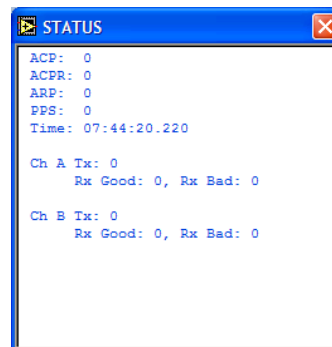 STATUS
ACP: 0
ACPR: 0
ARP: 0
PPS: 0
Time: 07:44:20.220
Ch A Tx: 0
Rx Good: 0, Rx Bad: 0
Ch B Tx: 0
Rx Good: 0, Rx Bad: 0